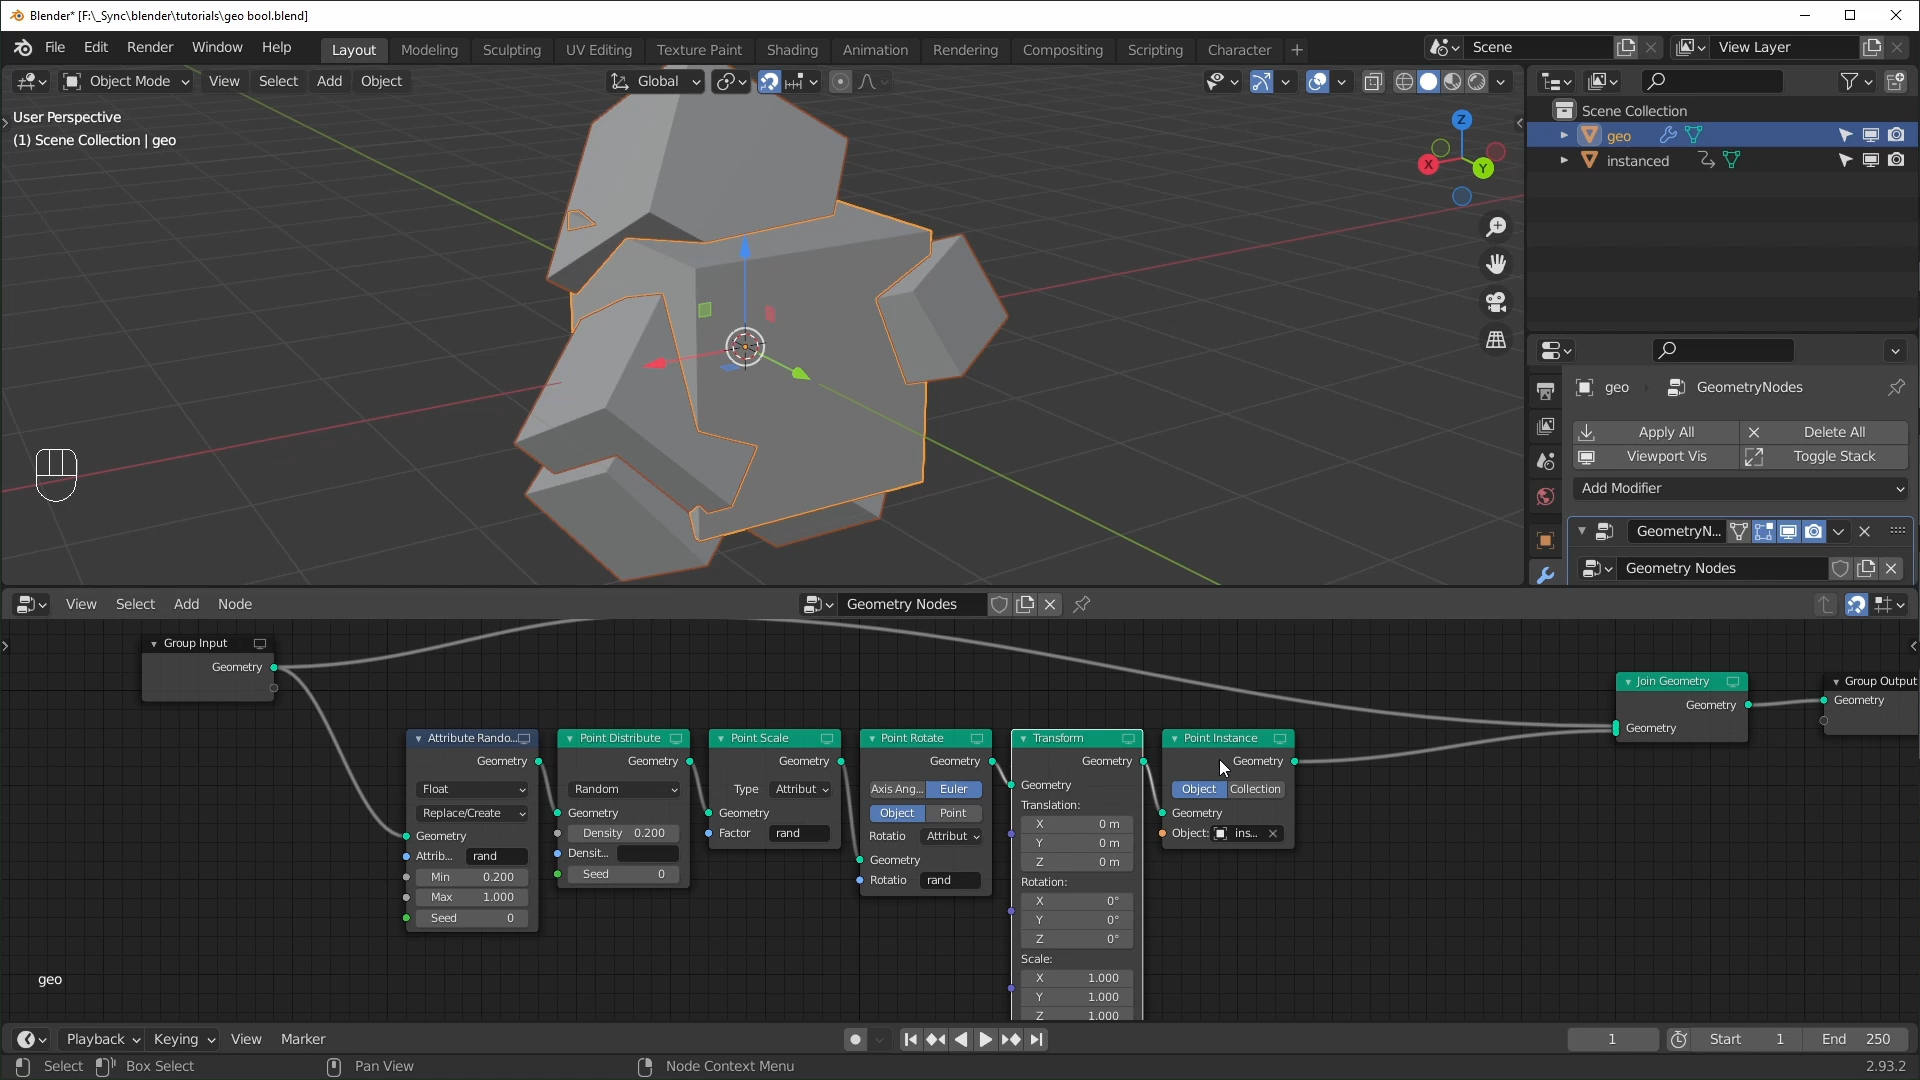 Blender* [F:\_Sync\blender\tutorials\geo bool.blend]
File Edit Render Window Help
Layout Modeling Sculpting UV Editing Texture Paint Shading Animation Rendering Compositing Scripting Character
Scene
View Layer
Object Mode View Select Add Object
Global
User Perspective
(1) Scene Collection | geo
Z
X
Y
Scene Collection
geo
instanced
geo
GeometryNodes
Apply All
Delete All
Viewport Vis
Toggle Stack
Add Modifier
GeometryN...
Geometry Nodes
View Select Add Node
Geometry Nodes
Group Input
Geometry
Attribute Rando...
Geometry
Float
Replace/Create
Geometry
Attrib... rand
Min 0.200
Max 1.000
Seed 0
Point Distribute
Geometry
Random
Geometry
Density 0.200
Densit...
Seed 0
Point Scale
Geometry
Type Attribut
Geometry
Factor rand
Point Rotate
Geometry
Axis Ang... Euler
Object Point
Rotatio Attribut
Geometry
Rotatio rand
Transform
Geometry
Geometry
Translation:
X 0 m
Y 0 m
Z 0 m
Rotation:
X 0°
Y 0°
Z 0°
Scale:
X 1.000
Y 1.000
Z 1.000
Point Instance
Geometry
Object Collection
Geometry
Object: ins...
Join Geometry
Geometry
Geometry
Group Output
Geometry
geo
Playback Keying View Marker
1
Start 1
End 250
Select Box Select Pan View Node Context Menu
2.93.2